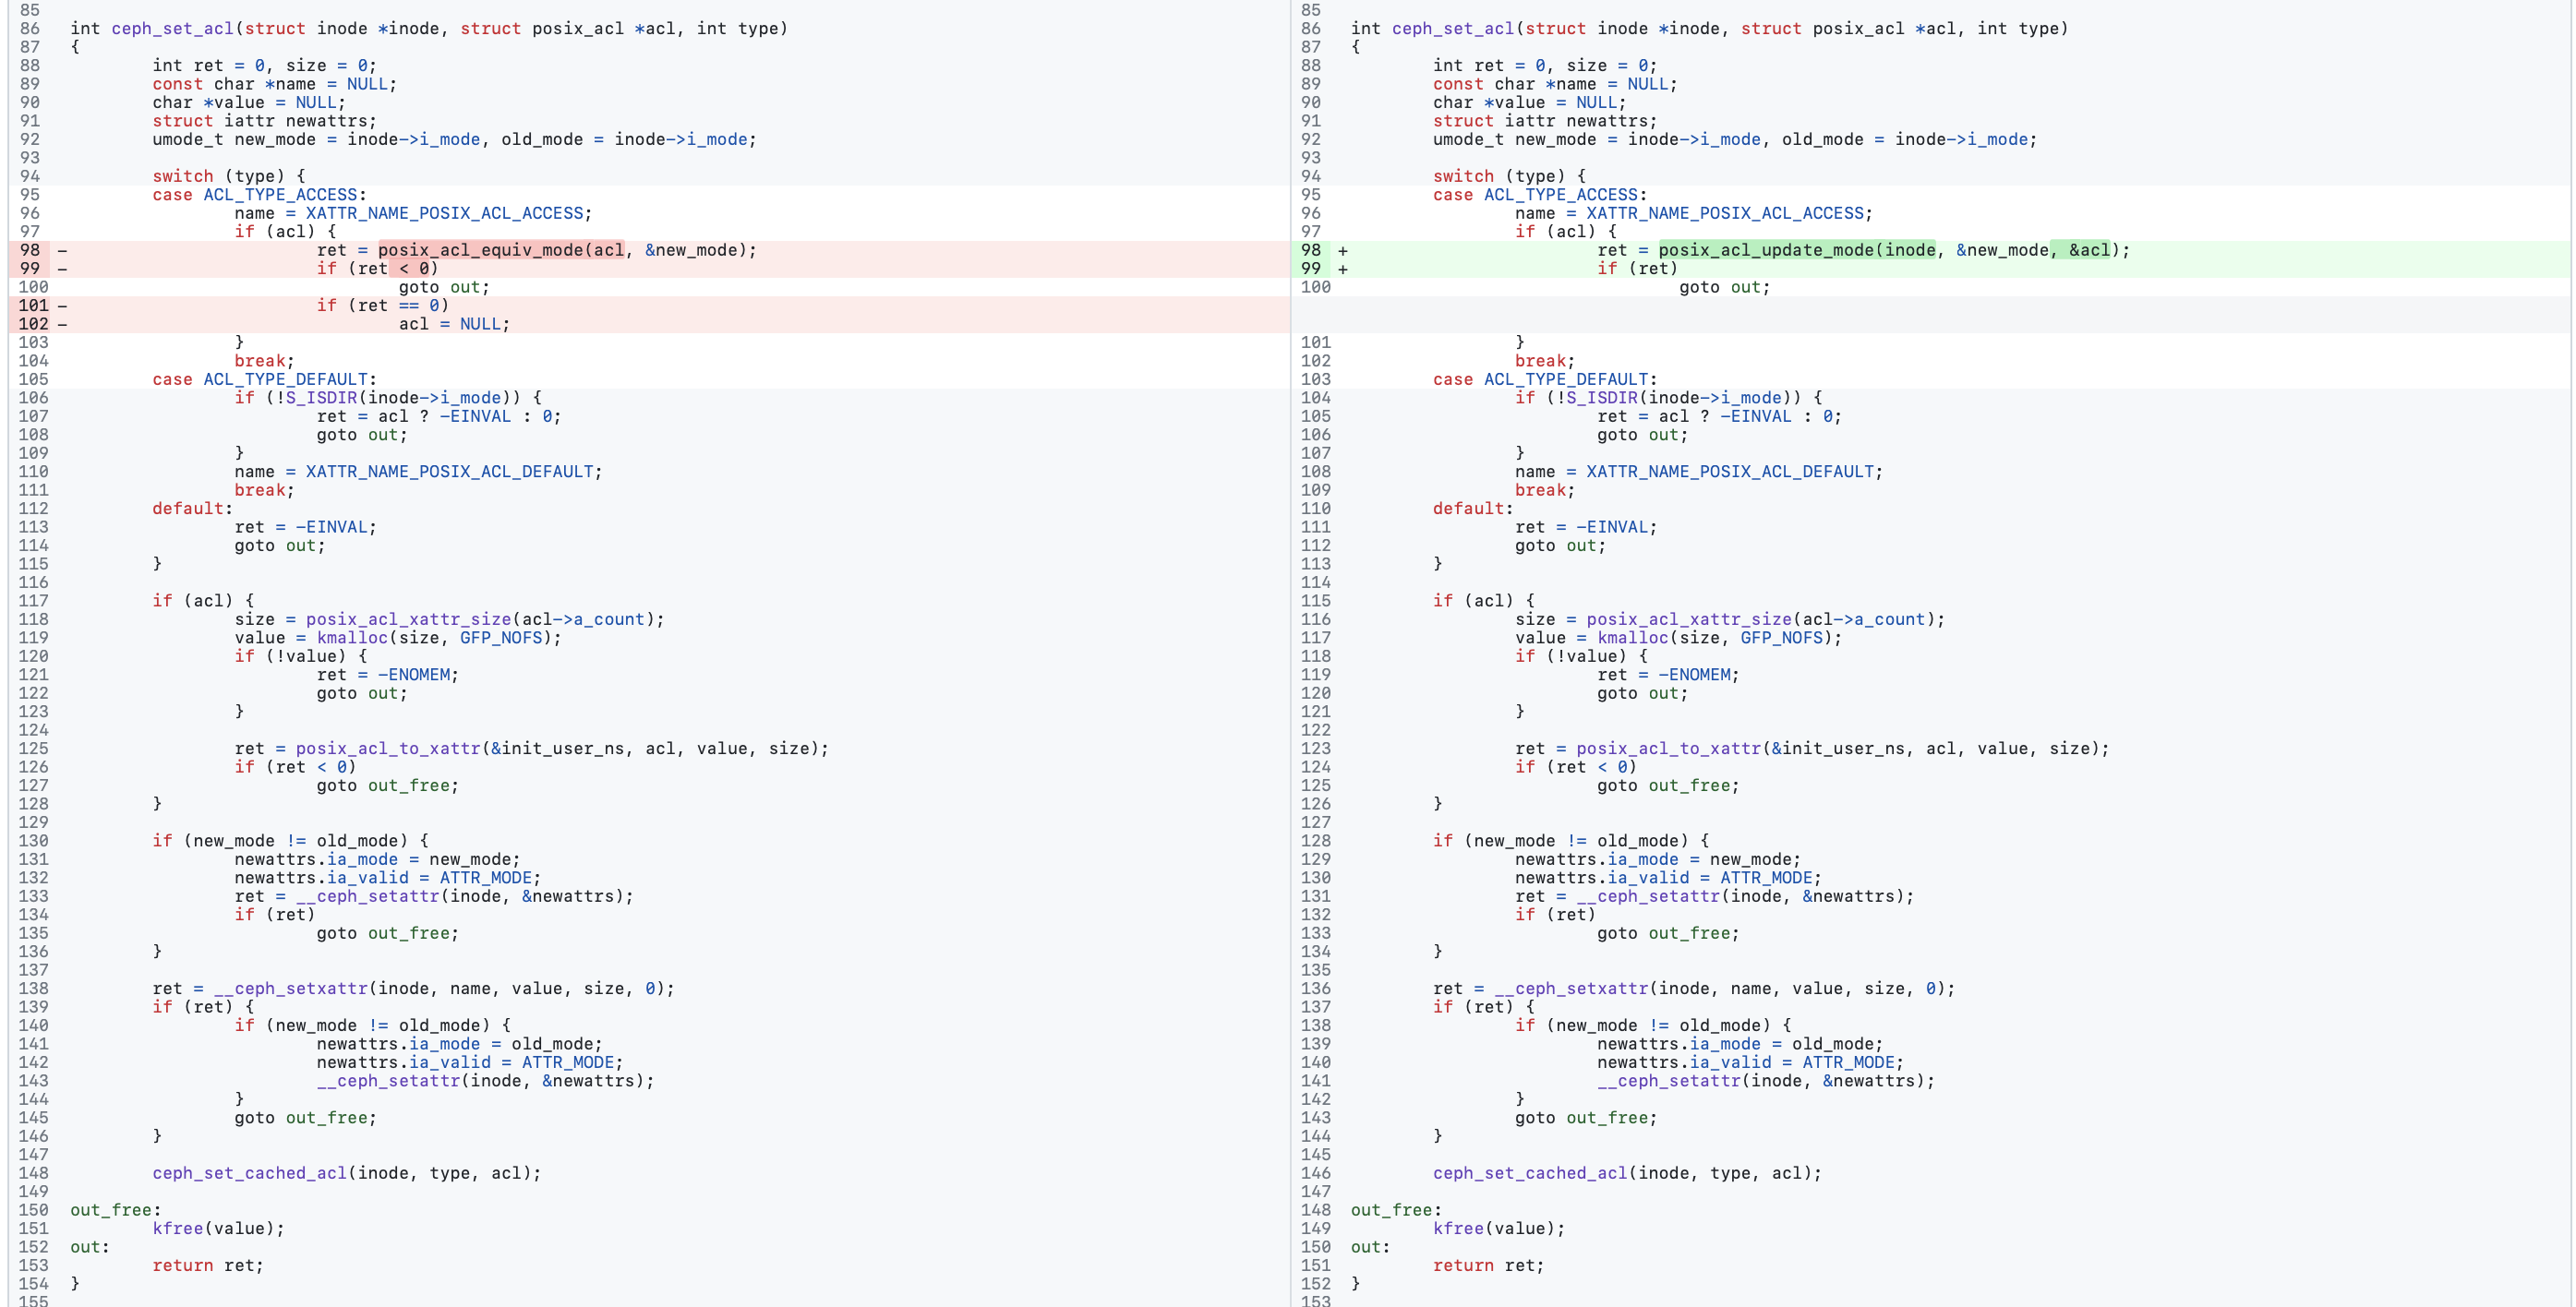 85
86 int ceph_set_acl(struct inode *inode, struct posix_acl *acl, int type)
87 {
88 int ret = 0, size = 0;
89 const char *name = NULL;
90 char *value = NULL;
91 struct iattr newattrs;
92 umode_t new_mode = inode->i_mode, old_mode = inode->i_mode;
93
94 switch (type) {
95 case ACL_TYPE_ACCESS:
96 name = XATTR_NAME_POSIX_ACL_ACCESS;
97 if (acl) {
98 - ret = posix_acl_equiv_mode(acl, &new_mode);
99 - if (ret < 0)
100 goto out;
101 - if (ret == 0)
102 - acl = NULL;
103 }
104 break;
105 case ACL_TYPE_DEFAULT:
106 if (!S_ISDIR(inode->i_mode)) {
107 ret = acl ? -EINVAL : 0;
108 goto out;
109 }
110 name = XATTR_NAME_POSIX_ACL_DEFAULT;
111 break;
112 default:
113 ret = -EINVAL;
114 goto out;
115 }
116
117 if (acl) {
118 size = posix_acl_xattr_size(acl->a_count);
119 value = kmalloc(size, GFP_NOFS);
120 if (!value) {
121 ret = -ENOMEM;
122 goto out;
123 }
124
125 ret = posix_acl_to_xattr(&init_user_ns, acl, value, size);
126 if (ret < 0)
127 goto out_free;
128 }
129
130 if (new_mode != old_mode) {
131 newattrs.ia_mode = new_mode;
132 newattrs.ia_valid = ATTR_MODE;
133 ret = __ceph_setattr(inode, &newattrs);
134 if (ret)
135 goto out_free;
136 }
137
138 ret = __ceph_setxattr(inode, name, value, size, 0);
139 if (ret) {
140 if (new_mode != old_mode) {
141 newattrs.ia_mode = old_mode;
142 newattrs.ia_valid = ATTR_MODE;
143 __ceph_setattr(inode, &newattrs);
144 }
145 goto out_free;
146 }
147
148 ceph_set_cached_acl(inode, type, acl);
149
150 out_free:
151 kfree(value);
152 out:
153 return ret;
154 }
155
85
86 int ceph_set_acl(struct inode *inode, struct posix_acl *acl, int type)
87 {
88 int ret = 0, size = 0;
89 const char *name = NULL;
90 char *value = NULL;
91 struct iattr newattrs;
92 umode_t new_mode = inode->i_mode, old_mode = inode->i_mode;
93
94 switch (type) {
95 case ACL_TYPE_ACCESS:
96 name = XATTR_NAME_POSIX_ACL_ACCESS;
97 if (acl) {
98 + ret = posix_acl_update_mode(inode, &new_mode, &acl);
99 + if (ret)
100 goto out;
101 }
102 break;
103 case ACL_TYPE_DEFAULT:
104 if (!S_ISDIR(inode->i_mode)) {
105 ret = acl ? -EINVAL : 0;
106 goto out;
107 }
108 name = XATTR_NAME_POSIX_ACL_DEFAULT;
109 break;
110 default:
111 ret = -EINVAL;
112 goto out;
113 }
114
115 if (acl) {
116 size = posix_acl_xattr_size(acl->a_count);
117 value = kmalloc(size, GFP_NOFS);
118 if (!value) {
119 ret = -ENOMEM;
120 goto out;
121 }
122
123 ret = posix_acl_to_xattr(&init_user_ns, acl, value, size);
124 if (ret < 0)
125 goto out_free;
126 }
127
128 if (new_mode != old_mode) {
129 newattrs.ia_mode = new_mode;
130 newattrs.ia_valid = ATTR_MODE;
131 ret = __ceph_setattr(inode, &newattrs);
132 if (ret)
133 goto out_free;
134 }
135
136 ret = __ceph_setxattr(inode, name, value, size, 0);
137 if (ret) {
138 if (new_mode != old_mode) {
139 newattrs.ia_mode = old_mode;
140 newattrs.ia_valid = ATTR_MODE;
141 __ceph_setattr(inode, &newattrs);
142 }
143 goto out_free;
144 }
145
146 ceph_set_cached_acl(inode, type, acl);
147
148 out_free:
149 kfree(value);
150 out:
151 return ret;
152 }
153